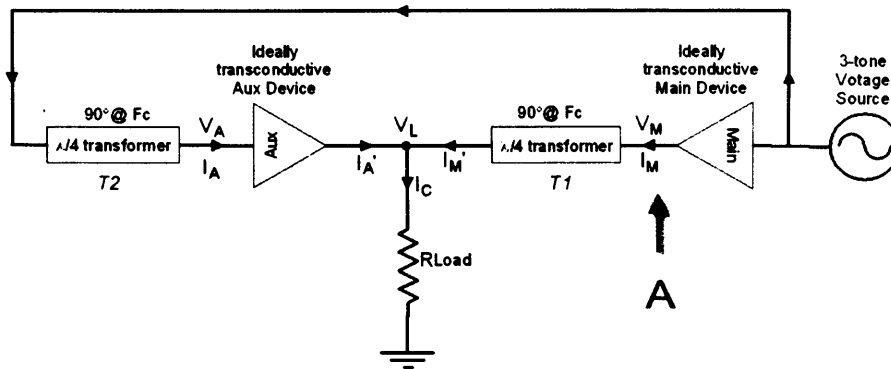 Ideally
transconductive
Aux Device
Ideally
transconductive
Main Device
3-tone
Votage
Source
90°@ Fc
λ/4 transformer
T2
V_A
I_A
Aux
I_A'
V_L
I_M'
I_C
90°@ Fc
λ/4 transformer
T1
V_M
I_M
Main
RLoad
A